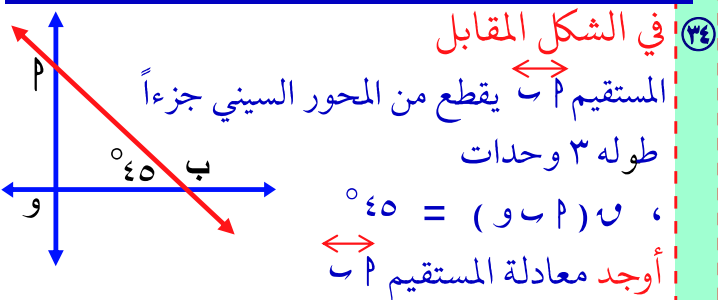 ٣٤
في الشكل المقابل
المستقيم أ ب يقطع من المحور السيني جزءاً
طوله ٣ وحدات
، ق (أ ب و) = ٤٥°
أوجد معادلة المستقيم أ ب
أ
٤٥°
ب
و